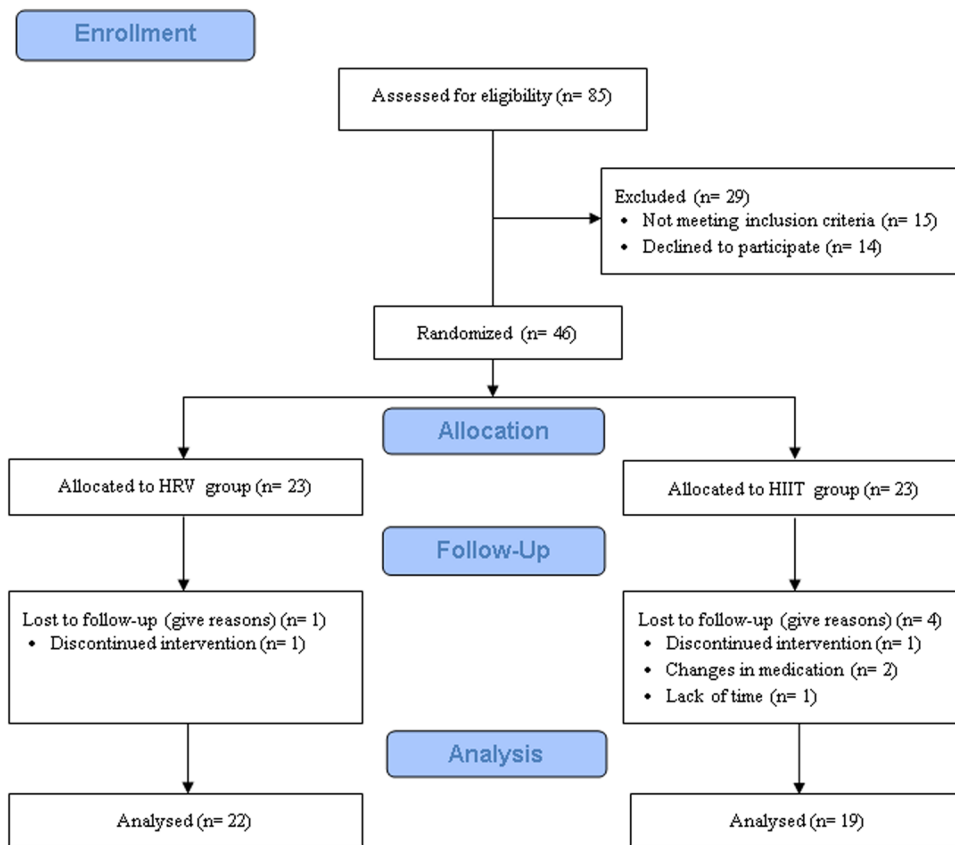 Enrollment
Assessed for eligibility (n= 85)
Excluded (n= 29)
• Not meeting inclusion criteria (n= 15)
• Declined to participate (n= 14)
Randomized (n= 46)
Allocation
Allocated to HRV group (n= 23)
Allocated to HIIT group (n= 23)
Follow-Up
Lost to follow-up (give reasons) (n= 1)
• Discontinued intervention (n= 1)
Lost to follow-up (give reasons) (n= 4)
• Discontinued intervention (n= 1)
• Changes in medication (n= 2)
• Lack of time (n= 1)
Analysis
Analysed (n= 22)
Analysed (n= 19)